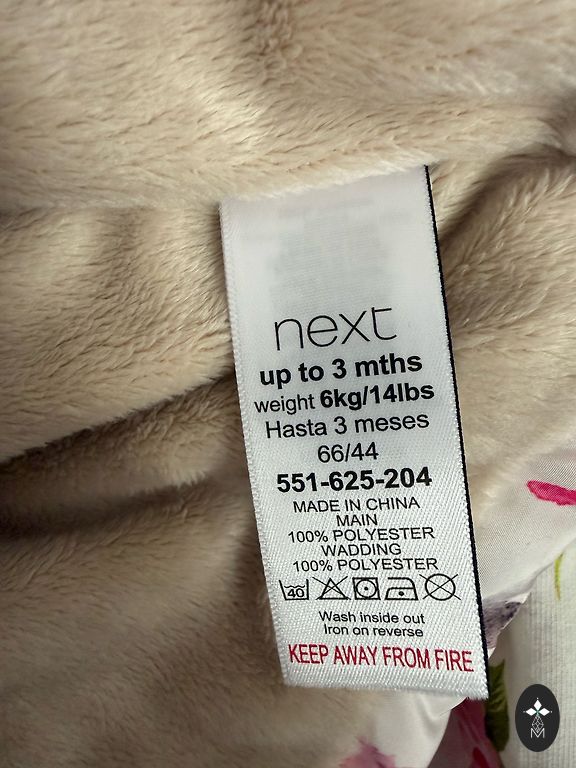 next
up to 3 mths
weight 6kg/14lbs
Hasta 3 meses
66/44
551-625-204
MADE IN CHINA
MAIN
100% POLYESTER
WADDING
100% POLYESTER
40
Wash inside out
Iron on reverse
KEEP AWAY FROM FIRE
M